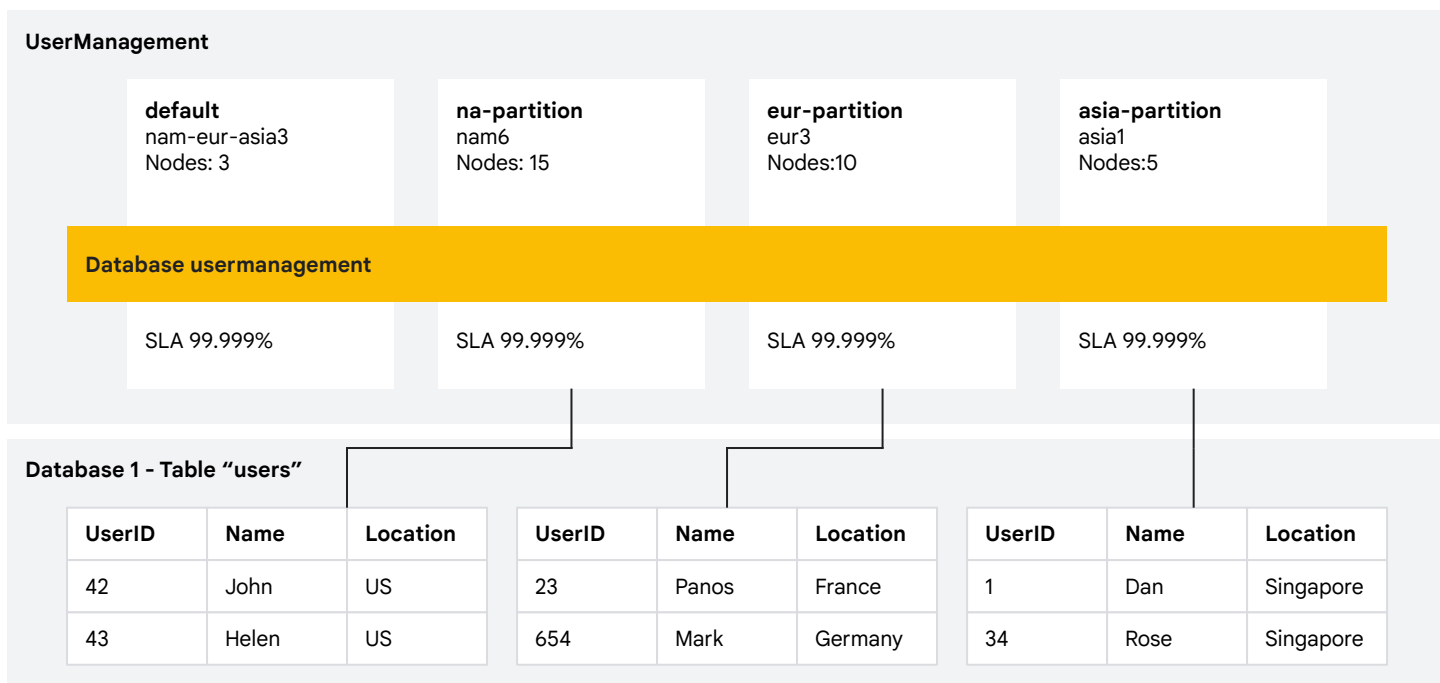 UserManagement
default
nam-eur-asia3
Nodes: 3
na-partition
nam6
Nodes: 15
eur-partition
eur3
Nodes:10
asia-partition
asia1
Nodes:5
Database usermanagement
SLA 99.999%
SLA 99.999%
SLA 99.999%
SLA 99.999%
Database 1 - Table “users”
UserID Name Location
42 John US
43 Helen US
UserID Name Location
23 Panos France
654 Mark Germany
UserID Name Location
1 Dan Singapore
34 Rose Singapore